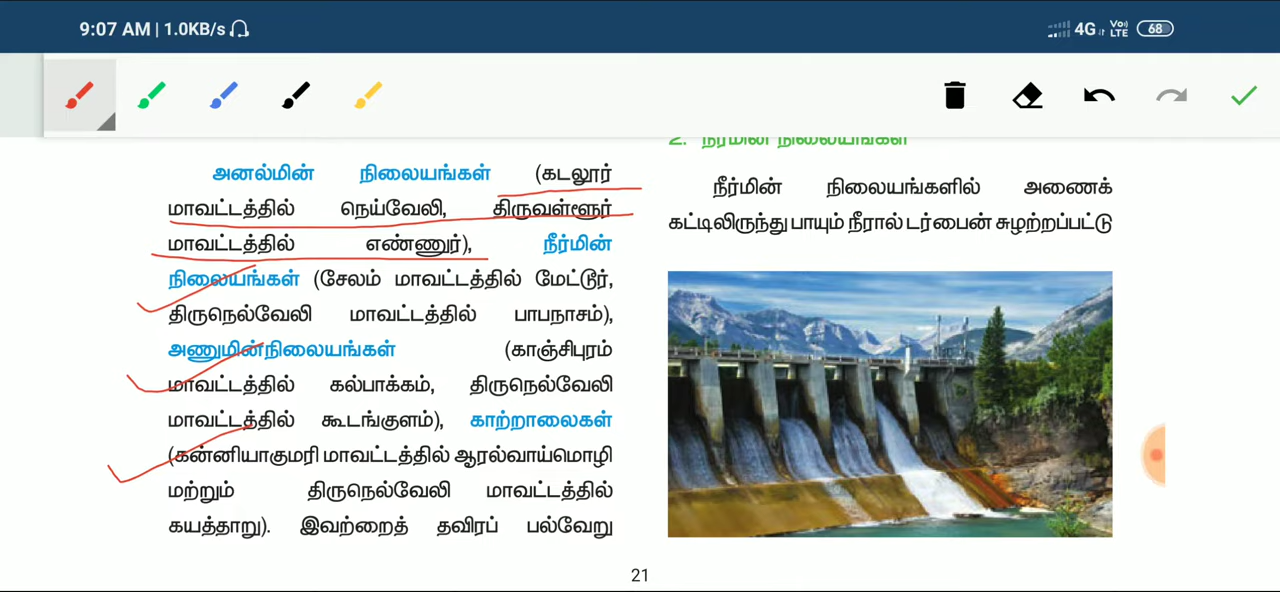 9:07 AM | 1.0KB/s
4G Vo) LTE 68
அனல்மின் நிலையங்கள் (கடலூர்
மாவட்டத்தில் நெய்வேலி, திருவள்ளூர்
மாவட்டத்தில் எண்ணுர்), நீர்மின்
நிலையங்கள் (சேலம் மாவட்டத்தில் மேட்டூர்,
திருநெல்வேலி மாவட்டத்தில் பாபநாசம்),
அணுமின்நிலையங்கள் (காஞ்சிபுரம்
மாவட்டத்தில் கல்பாக்கம், திருநெல்வேலி
மாவட்டத்தில் கூடங்குளம்), காற்றாலைகள்
(கன்னியாகுமரி மாவட்டத்தில் ஆரல்வாய்மொழி
மற்றும் திருநெல்வேலி மாவட்டத்தில்
கயத்தாறு). இவற்றைத் தவிரப் பல்வேறு
2. நீர்மின் நிலையங்கள்
நீர்மின் நிலையங்களில் அணைக்
கட்டிலிருந்து பாயும் நீரால் டர்பைன் சுழற்றப்பட்டு
21